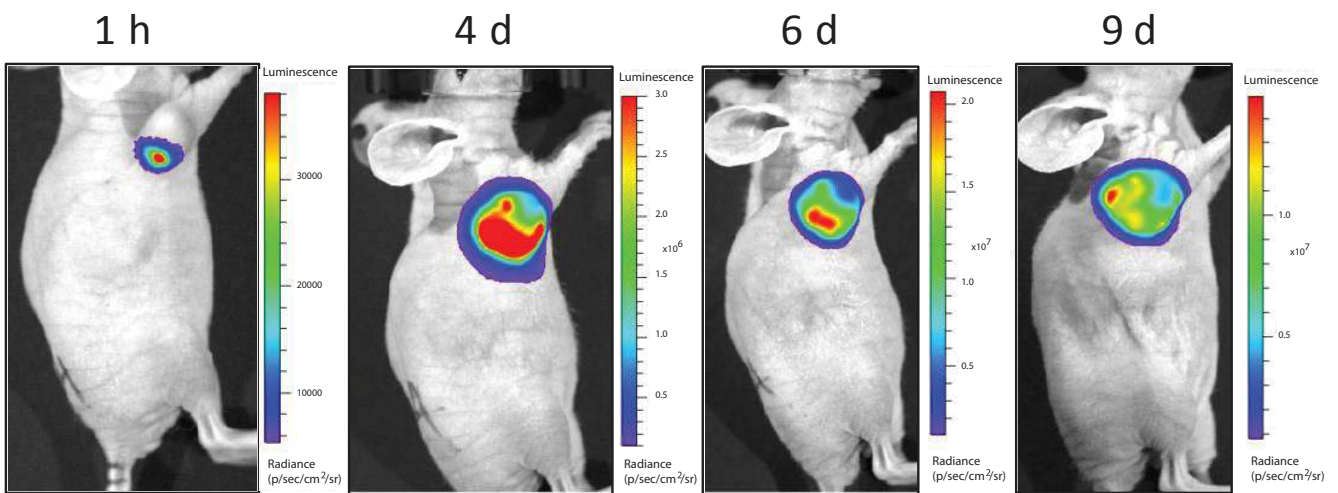 1 h
4 d
6 d
9 d
Luminescence
30000
20000
10000
Radiance
(p/sec/cm²/sr)
Luminescence
3.0
2.5
2.0
x10⁶
1.5
1.0
0.5
Radiance
(p/sec/cm²/sr)
Luminescence
2.0
1.5
x10⁷
1.0
0.5
Radiance
(p/sec/cm²/sr)
Luminescence
1.0
x10⁷
0.5
Radiance
(p/sec/cm²/sr)